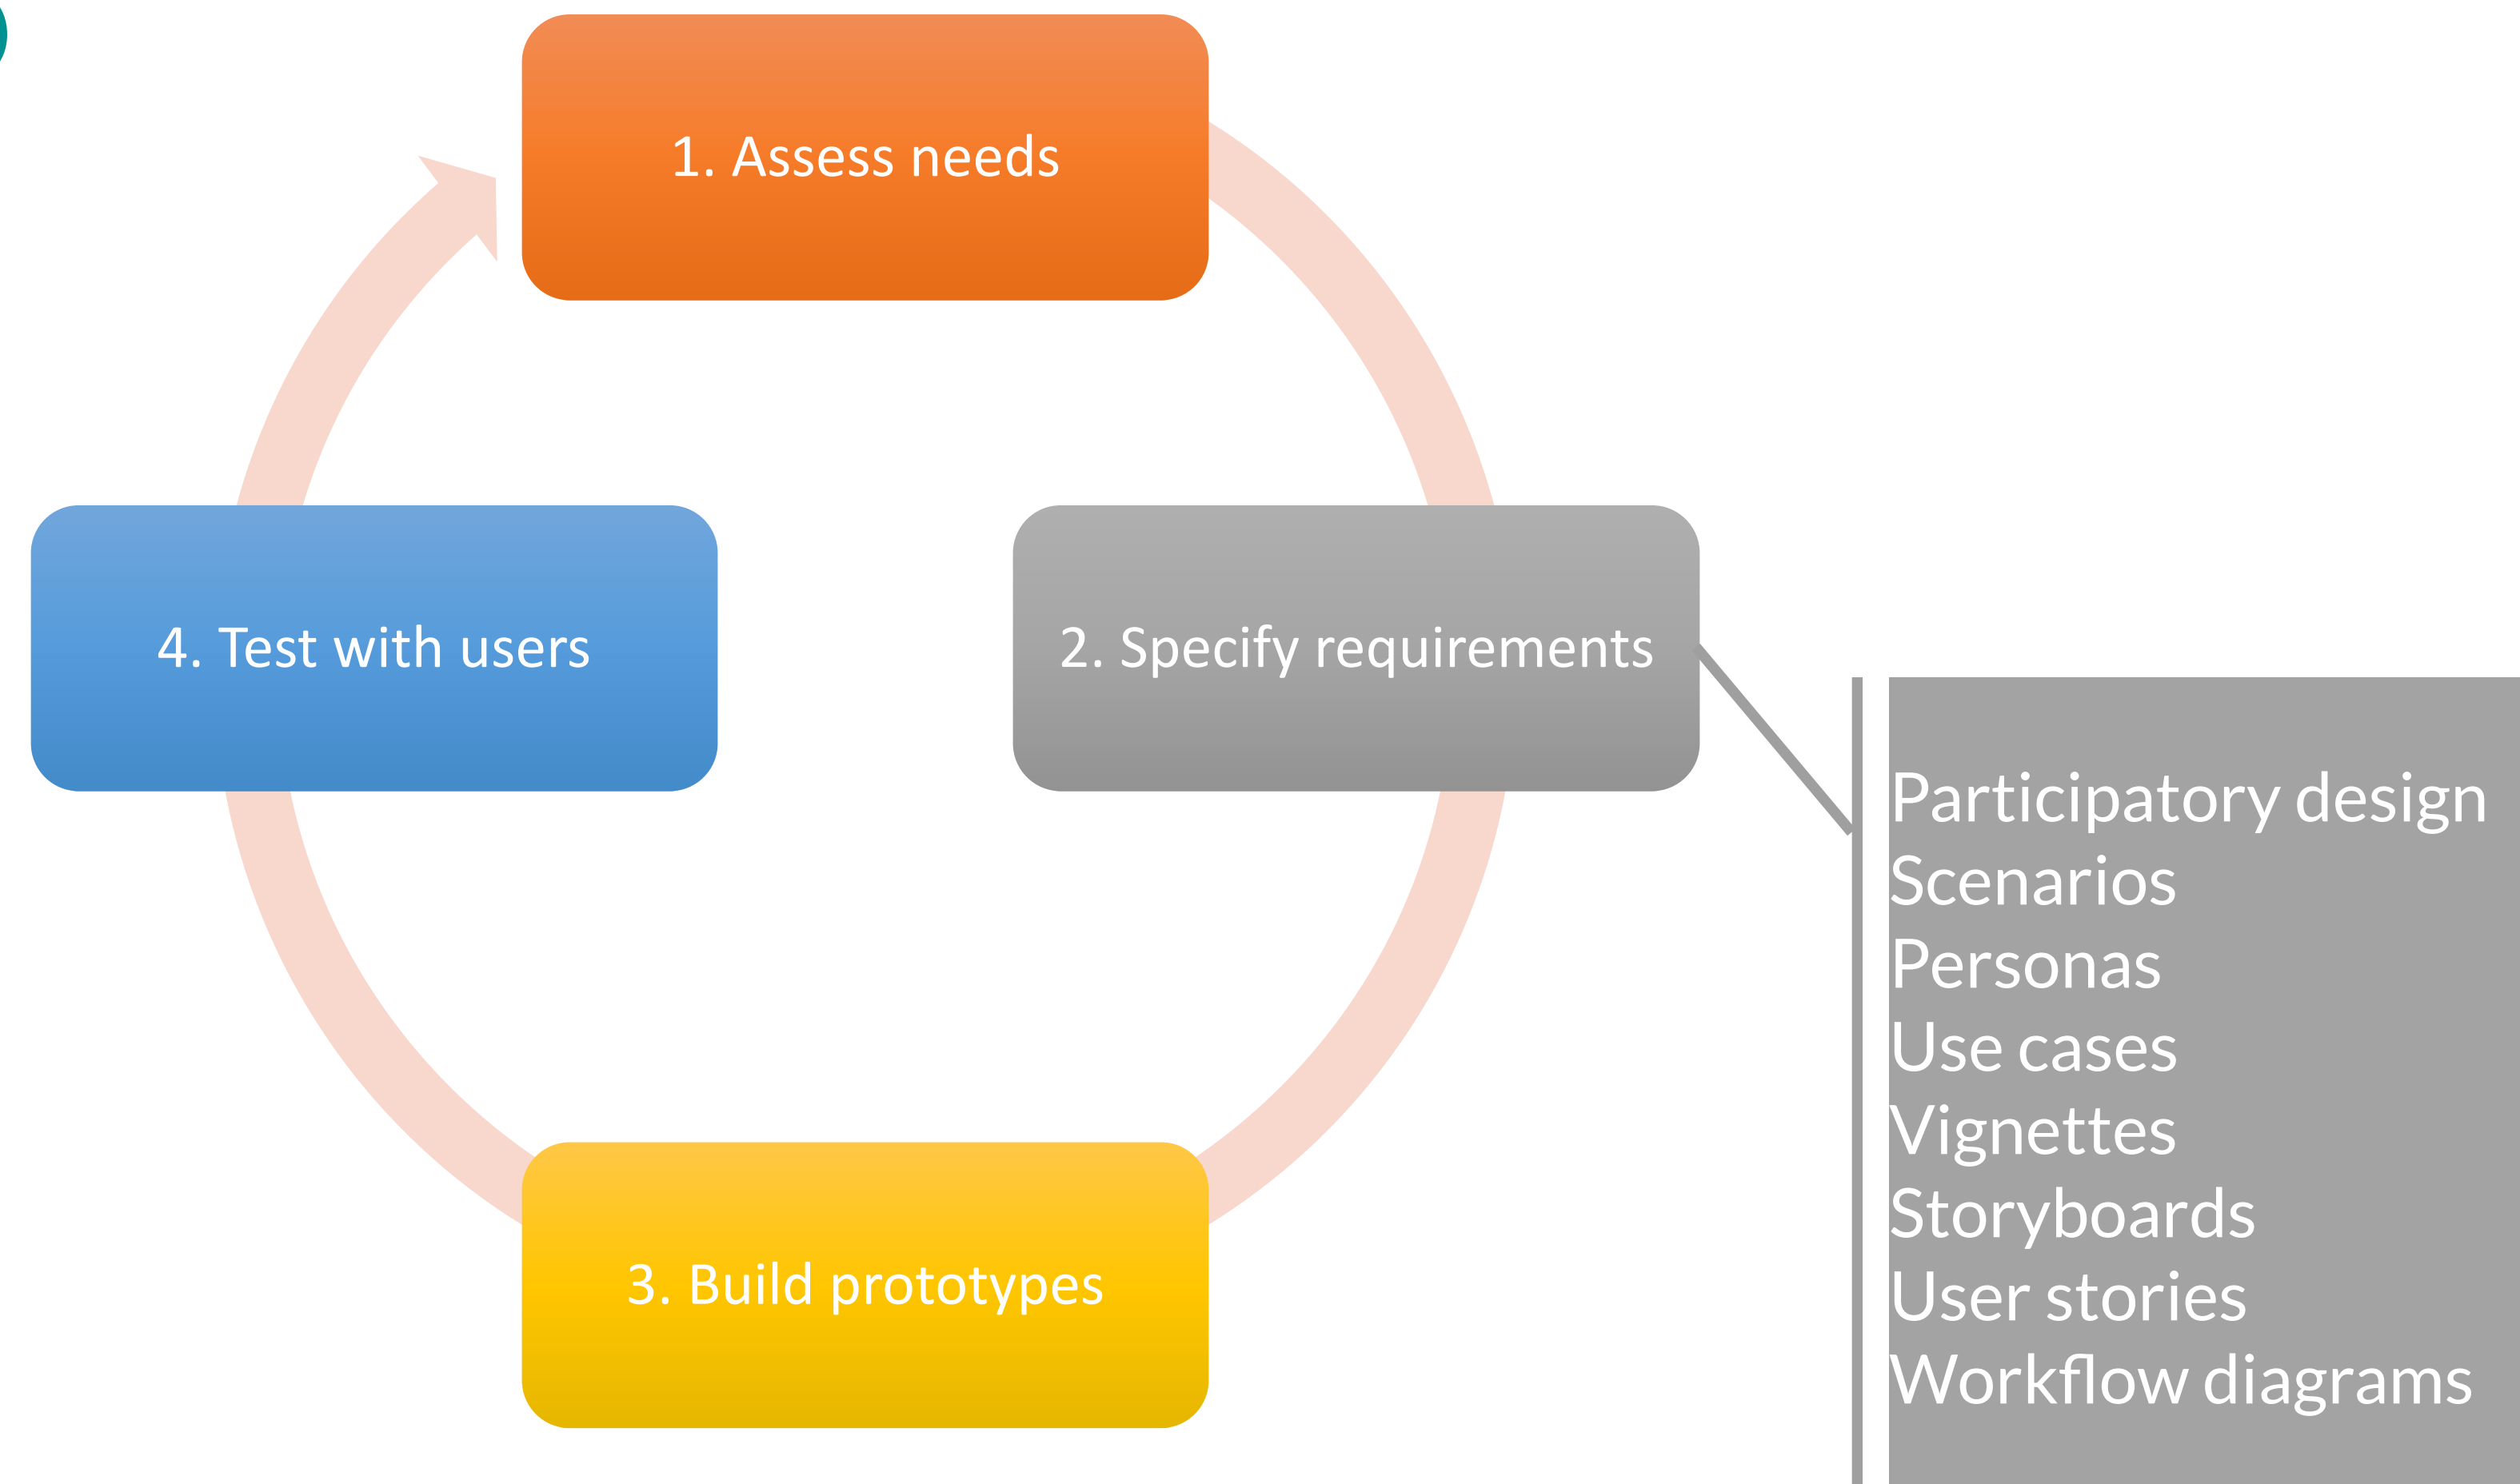 1. Assess needs
4. Test with users
2. Specify requirements
3. Build prototypes
Participatory design
Scenarios
Personas
Use cases
Vignettes
Storyboards
User stories
Workflow diagrams